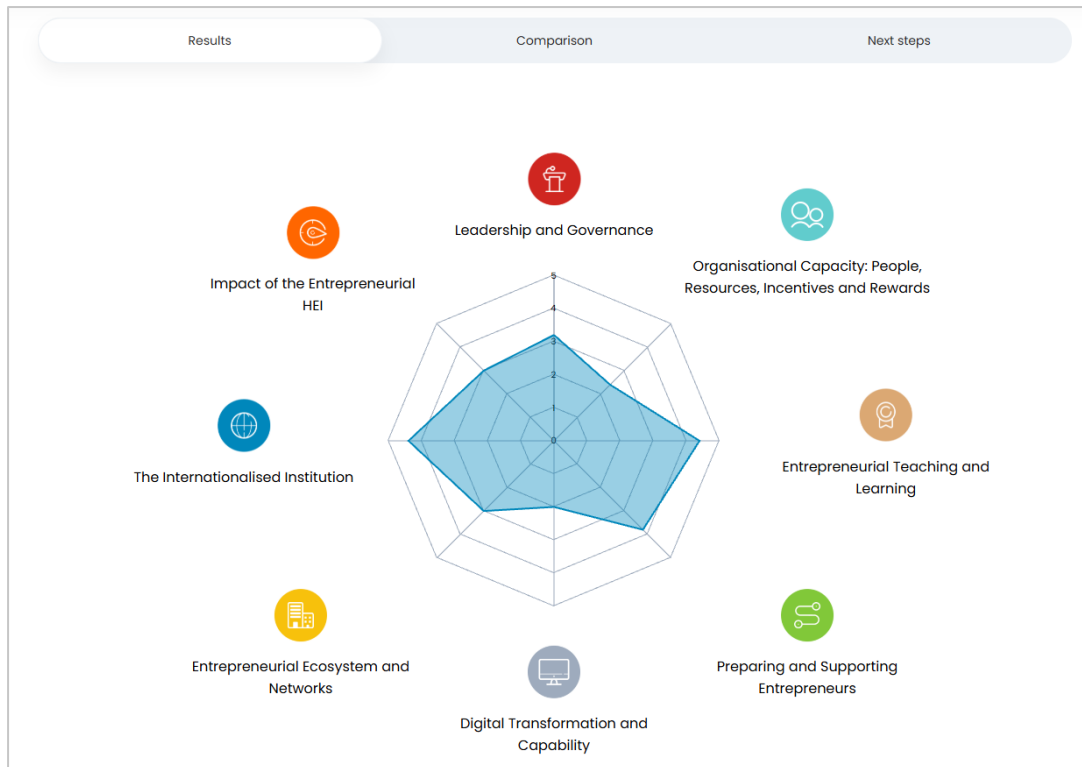 Results
Comparison
Next steps
Leadership and Governance
Organisational Capacity: People,
Resources, Incentives and Rewards
Impact of the Entrepreneurial
HEI
5
4
3
2
1
0
The Internationalised Institution
Entrepreneurial Teaching and
Learning
Entrepreneurial Ecosystem and
Networks
Preparing and Supporting
Entrepreneurs
Digital Transformation and
Capability